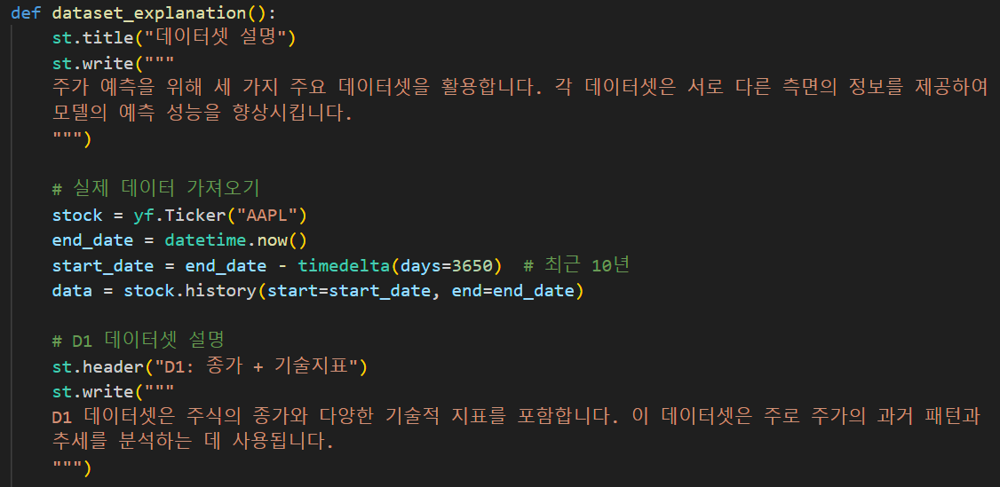 def dataset_explanation():
    st.title("데이터셋 설명")
    st.write("""
    주가 예측을 위해 세 가지 주요 데이터셋을 활용합니다. 각 데이터셋은 서로 다른 측면의 정보를 제공하여
    모델의 예측 성능을 향상시킵니다.
    """)
    # 실제 데이터 가져오기
    stock = yf.Ticker("AAPL")
    end_date = datetime.now()
    start_date = end_date - timedelta(days=3650)  # 최근 10년
    data = stock.history(start=start_date, end=end_date)
    # D1 데이터셋 설명
    st.header("D1: 종가 + 기술지표")
    st.write("""
    D1 데이터셋은 주식의 종가와 다양한 기술적 지표를 포함합니다. 이 데이터셋은 주로 주가의 과거 패턴과
    추세를 분석하는 데 사용됩니다.
    """)